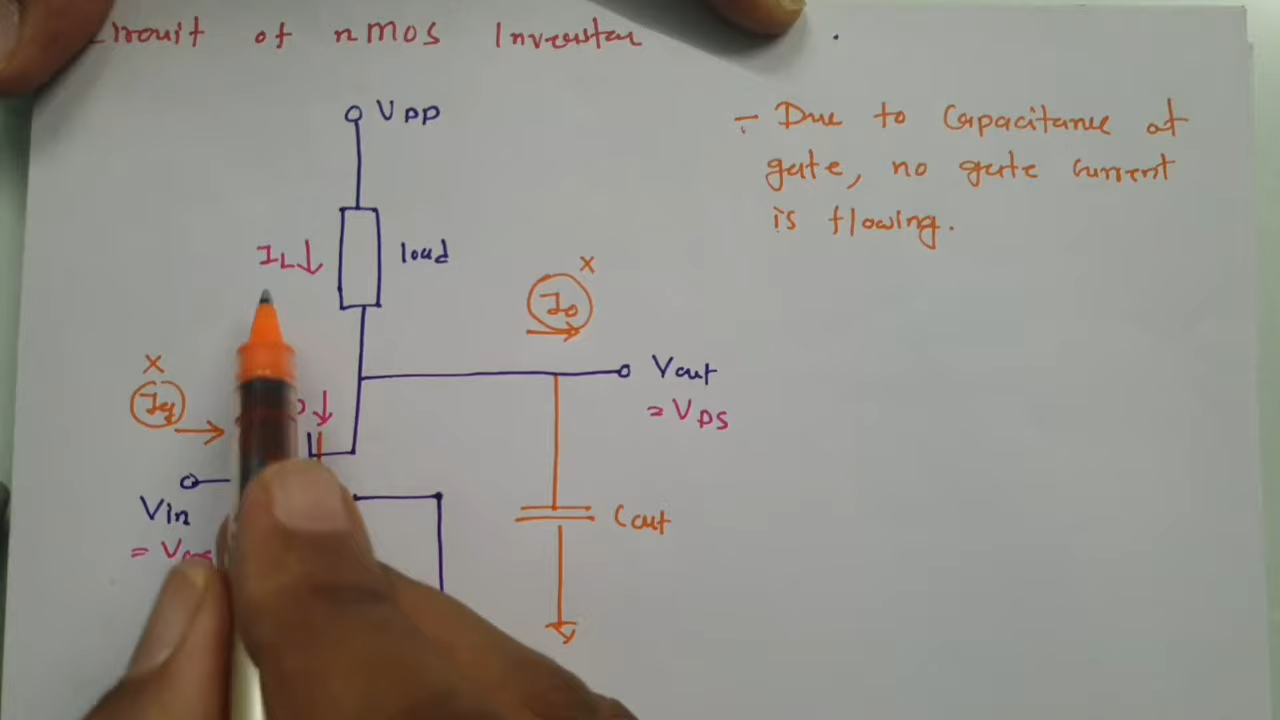 of nMOS Inverter
VDD
- Due to Capacitance at
gate, no gate current
is flowing.
IL↓
load
x
Io
x
Ig
Vout
= VDS
Vin
Cout